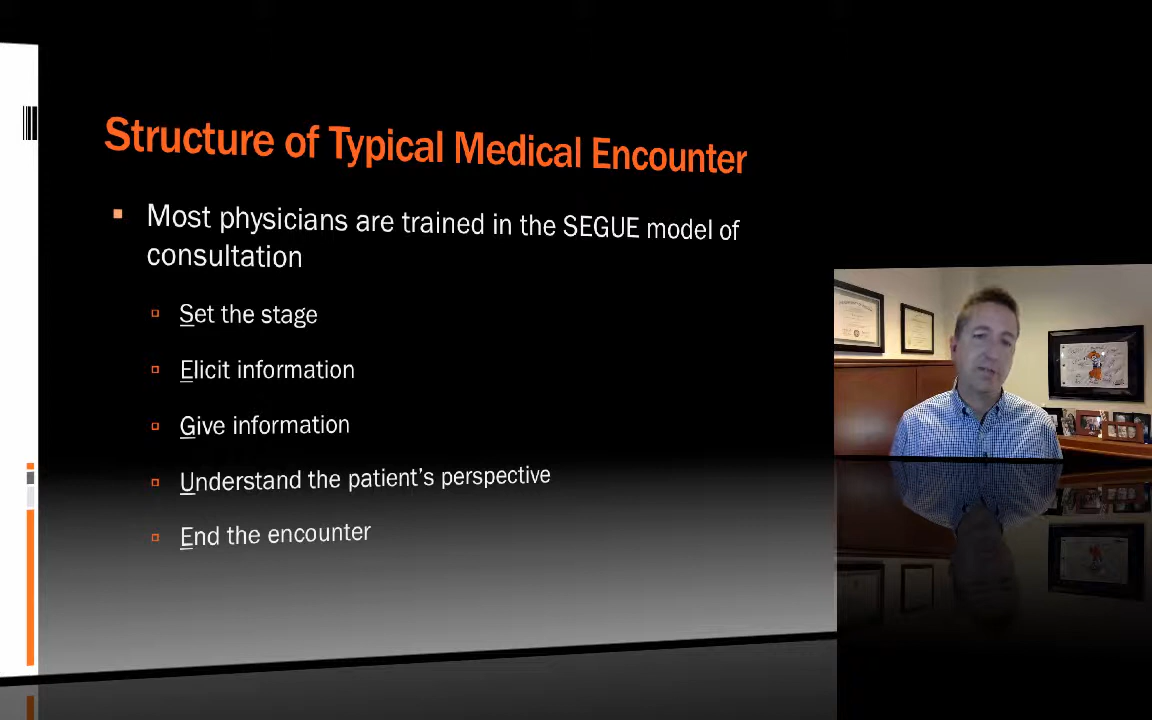 Structure of Typical Medical Encounter
Most physicians are trained in the SEGUE model of
consultation
Set the stage
Elicit information
Give information
Understand the patient's perspective
End the encounter